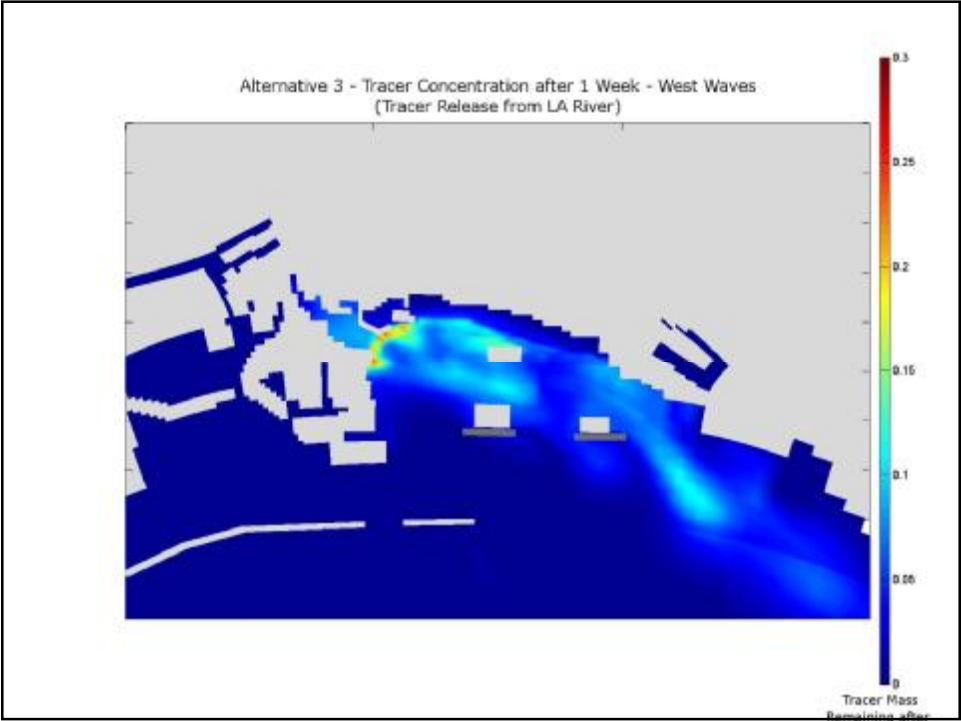 Alternative 3 - Tracer Concentration after 1 Week - West Waves
(Tracer Release from LA River)
0.3
0.25
0.2
0.15
0.1
0.05
0
Tracer Mass
Remaining after